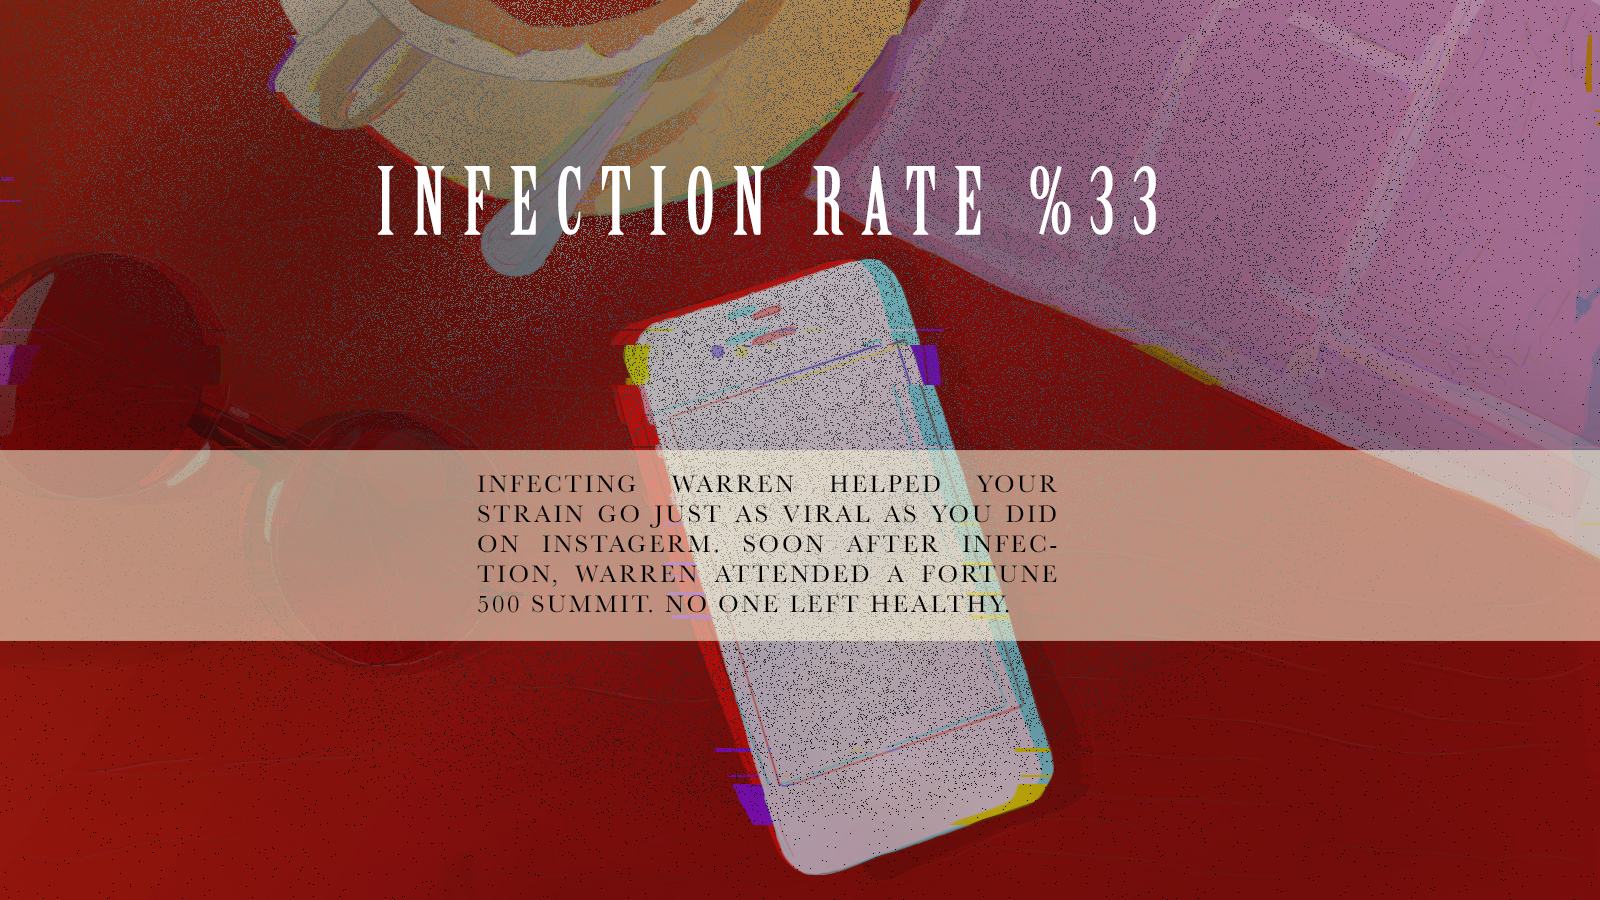 INFECTION RATE %33
INFECTING WARREN HELPED YOUR
STRAIN GO JUST AS VIRAL AS YOU DID
ON INSTAGERM. SOON AFTER INFEC-
TION, WARREN ATTENDED A FORTUNE
500 SUMMIT. NO ONE LEFT HEALTHY.